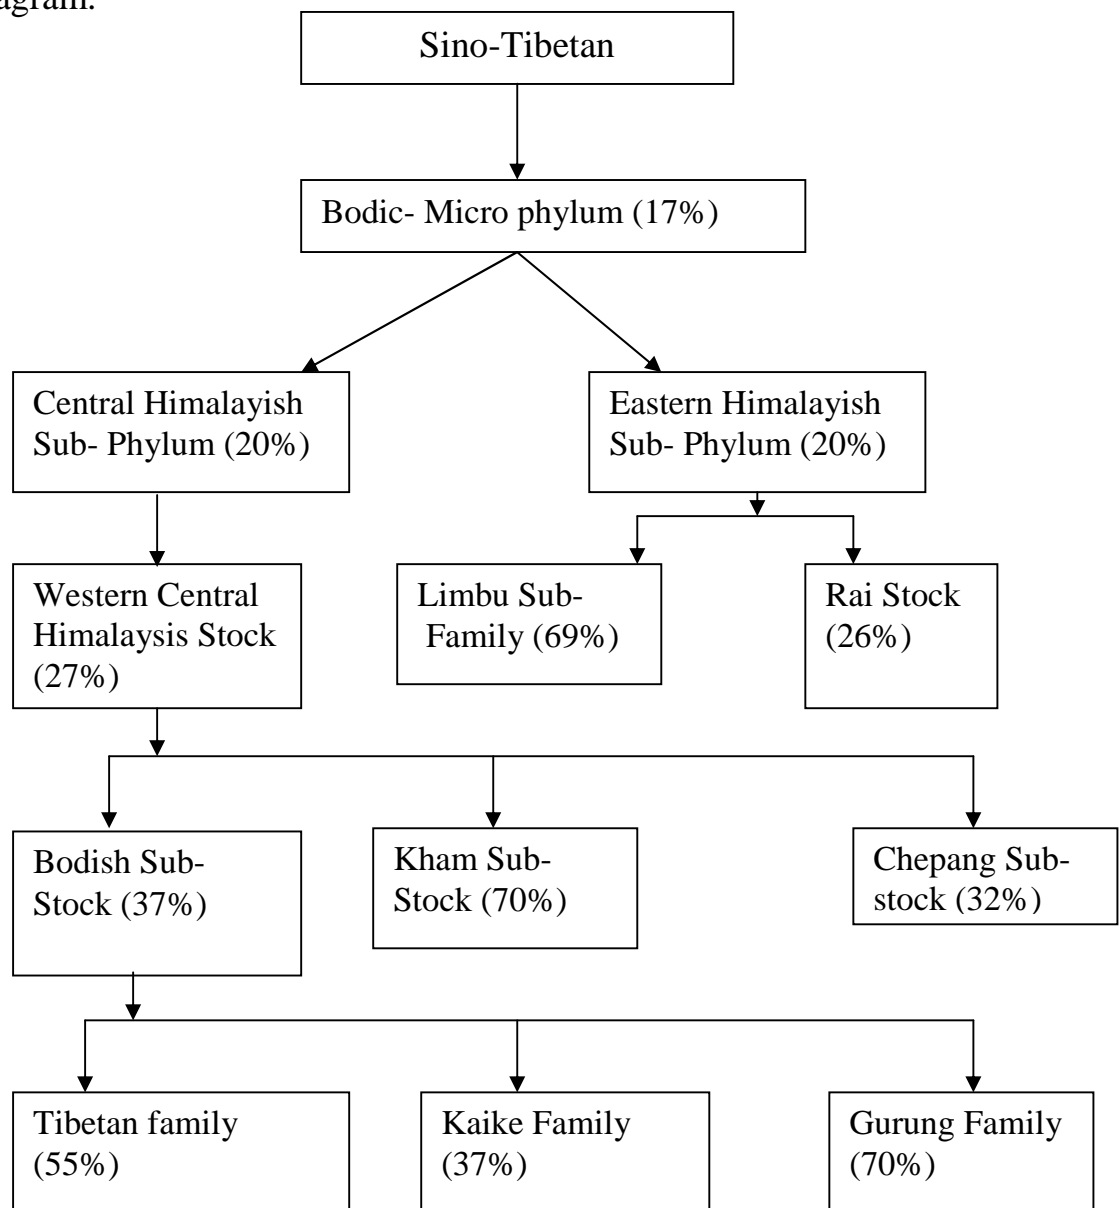 agram.
Sino-Tibetan
Bodic- Micro phylum (17%)
Central Himalayish
Sub- Phylum (20%)
Eastern Himalayish
Sub- Phylum (20%)
Western Central
Himalaysis Stock
(27%)
Limbu Sub-
Family (69%)
Rai Stock
(26%)
Bodish Sub-
Stock (37%)
Kham Sub-
Stock (70%)
Chepang Sub-
stock (32%)
Tibetan family
(55%)
Kaike Family
(37%)
Gurung Family
(70%)